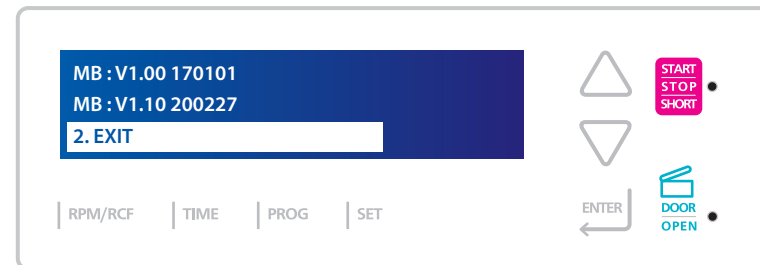 MB : V1.00 170101
MB : V1.10 200227
2. EXIT
RPM/RCF
TIME
PROG
SET
ENTER
START
STOP
SHORT
DOOR
OPEN